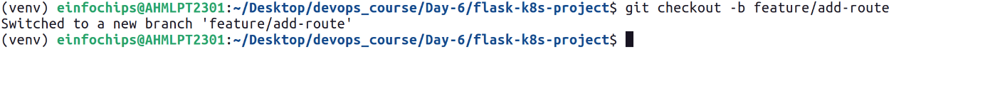 (venv) einfochips@AHMLPT2301:~/Desktop/devops_course/Day-6/flask-k8s-project$ git checkout -b feature/add-route
Switched to a new branch 'feature/add-route'
(venv) einfochips@AHMLPT2301:~/Desktop/devops_course/Day-6/flask-k8s-project$